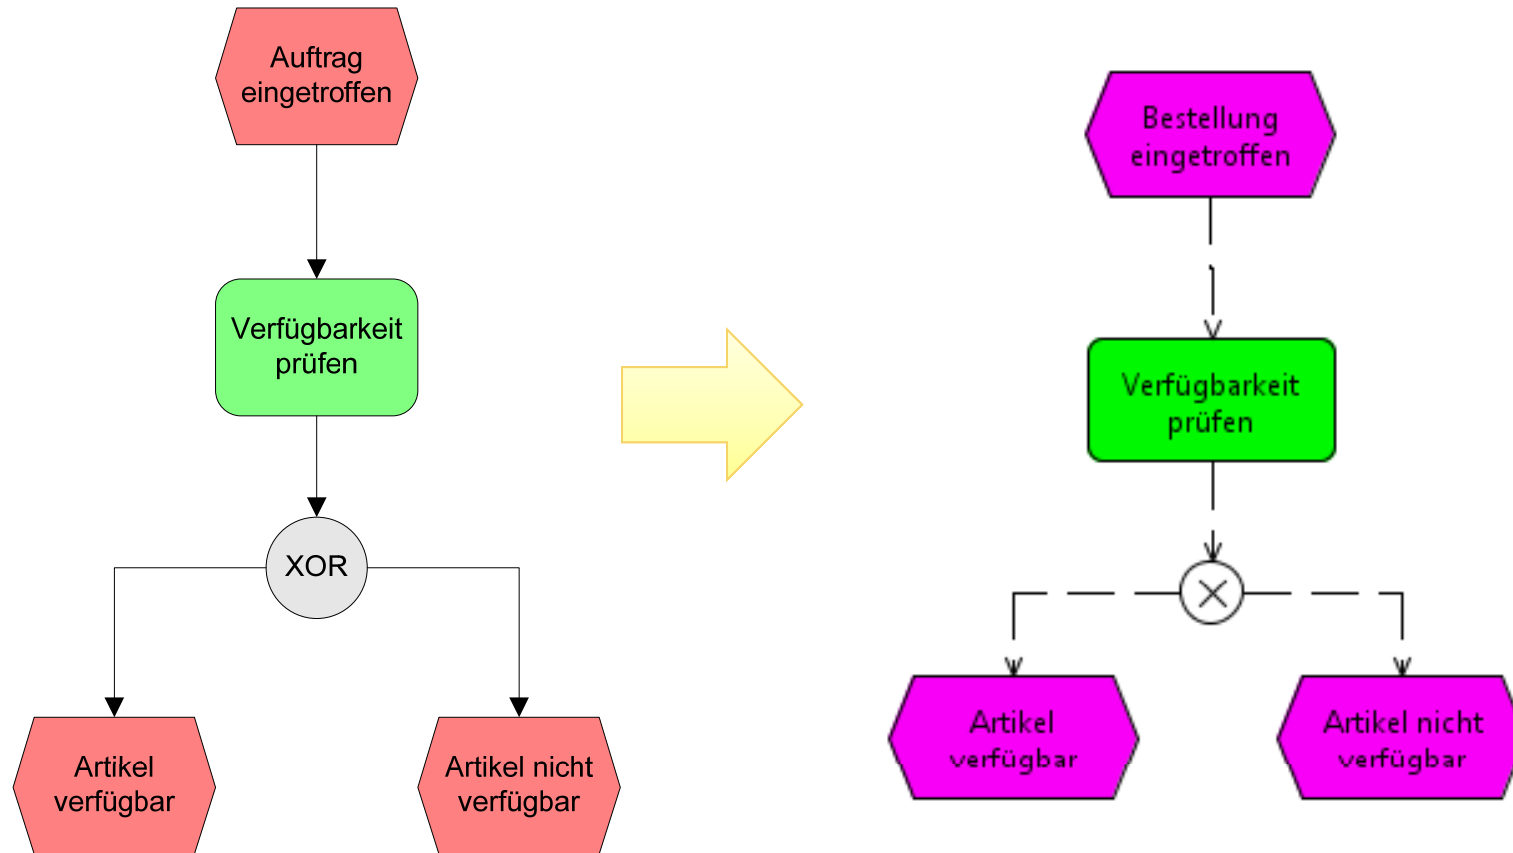 Auftrag
eingetroffen
Verfügbarkeit
prüfen
XOR
Artikel
verfügbar
Artikel nicht
verfügbar
Bestellung
eingetroffen
Verfügbarkeit
prüfen
Artikel
verfügbar
Artikel nicht
verfügbar